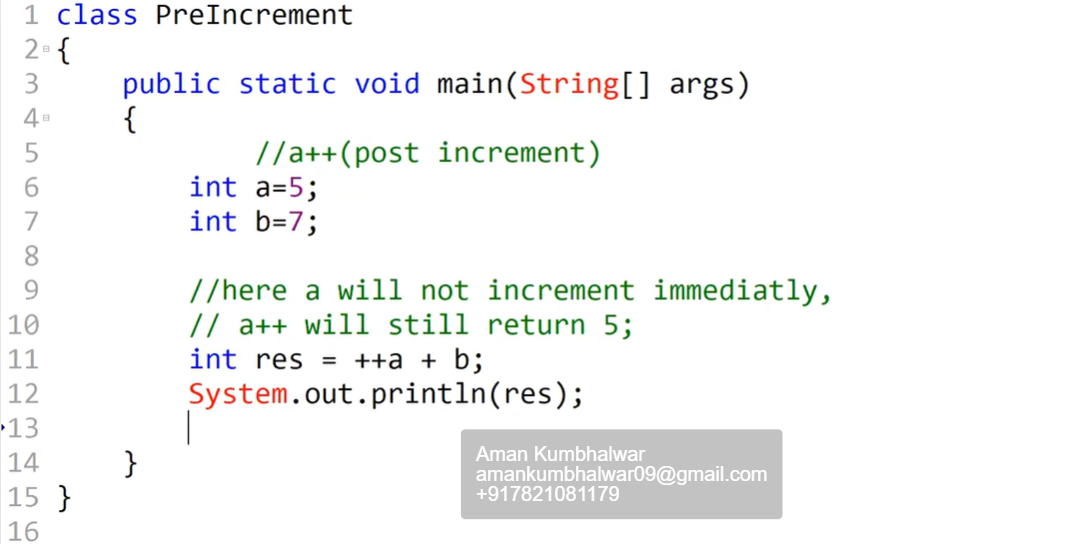 1 class PreIncrement
2 {
3 public static void main(String[] args)
4 {
5 //a++(post increment)
6 int a=5;
7 int b=7;
8
9 //here a will not increment immediatly,
10 // a++ will still return 5;
11 int res = ++a + b;
12 System.out.println(res);
13
14 }
15 }
16
Aman Kumbhalwar
amankumbhalwar09@gmail.com
+917821081179